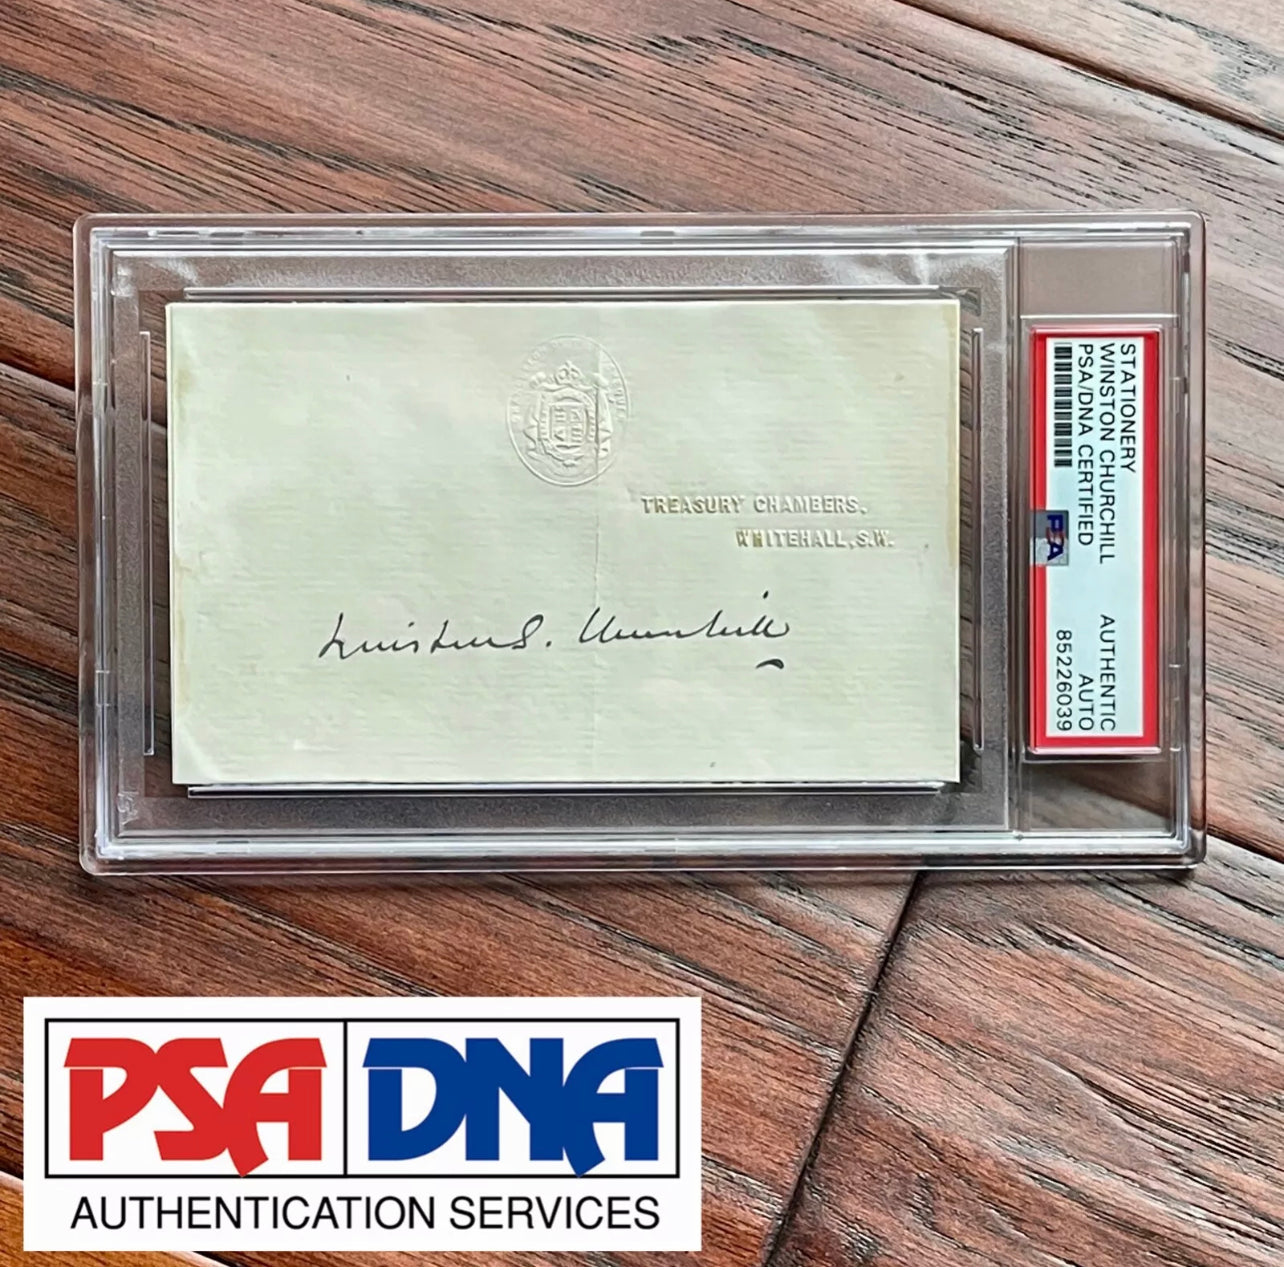 TREASURY CHAMBERS,
WHITEHALL, S.W.
Winston S. Churchill
STATIONERY
WINSTON CHURCHILL
PSA/DNA CERTIFIED
AUTHENTIC
AUTO
85226039
PSA
PSA DNA
AUTHENTICATION SERVICES